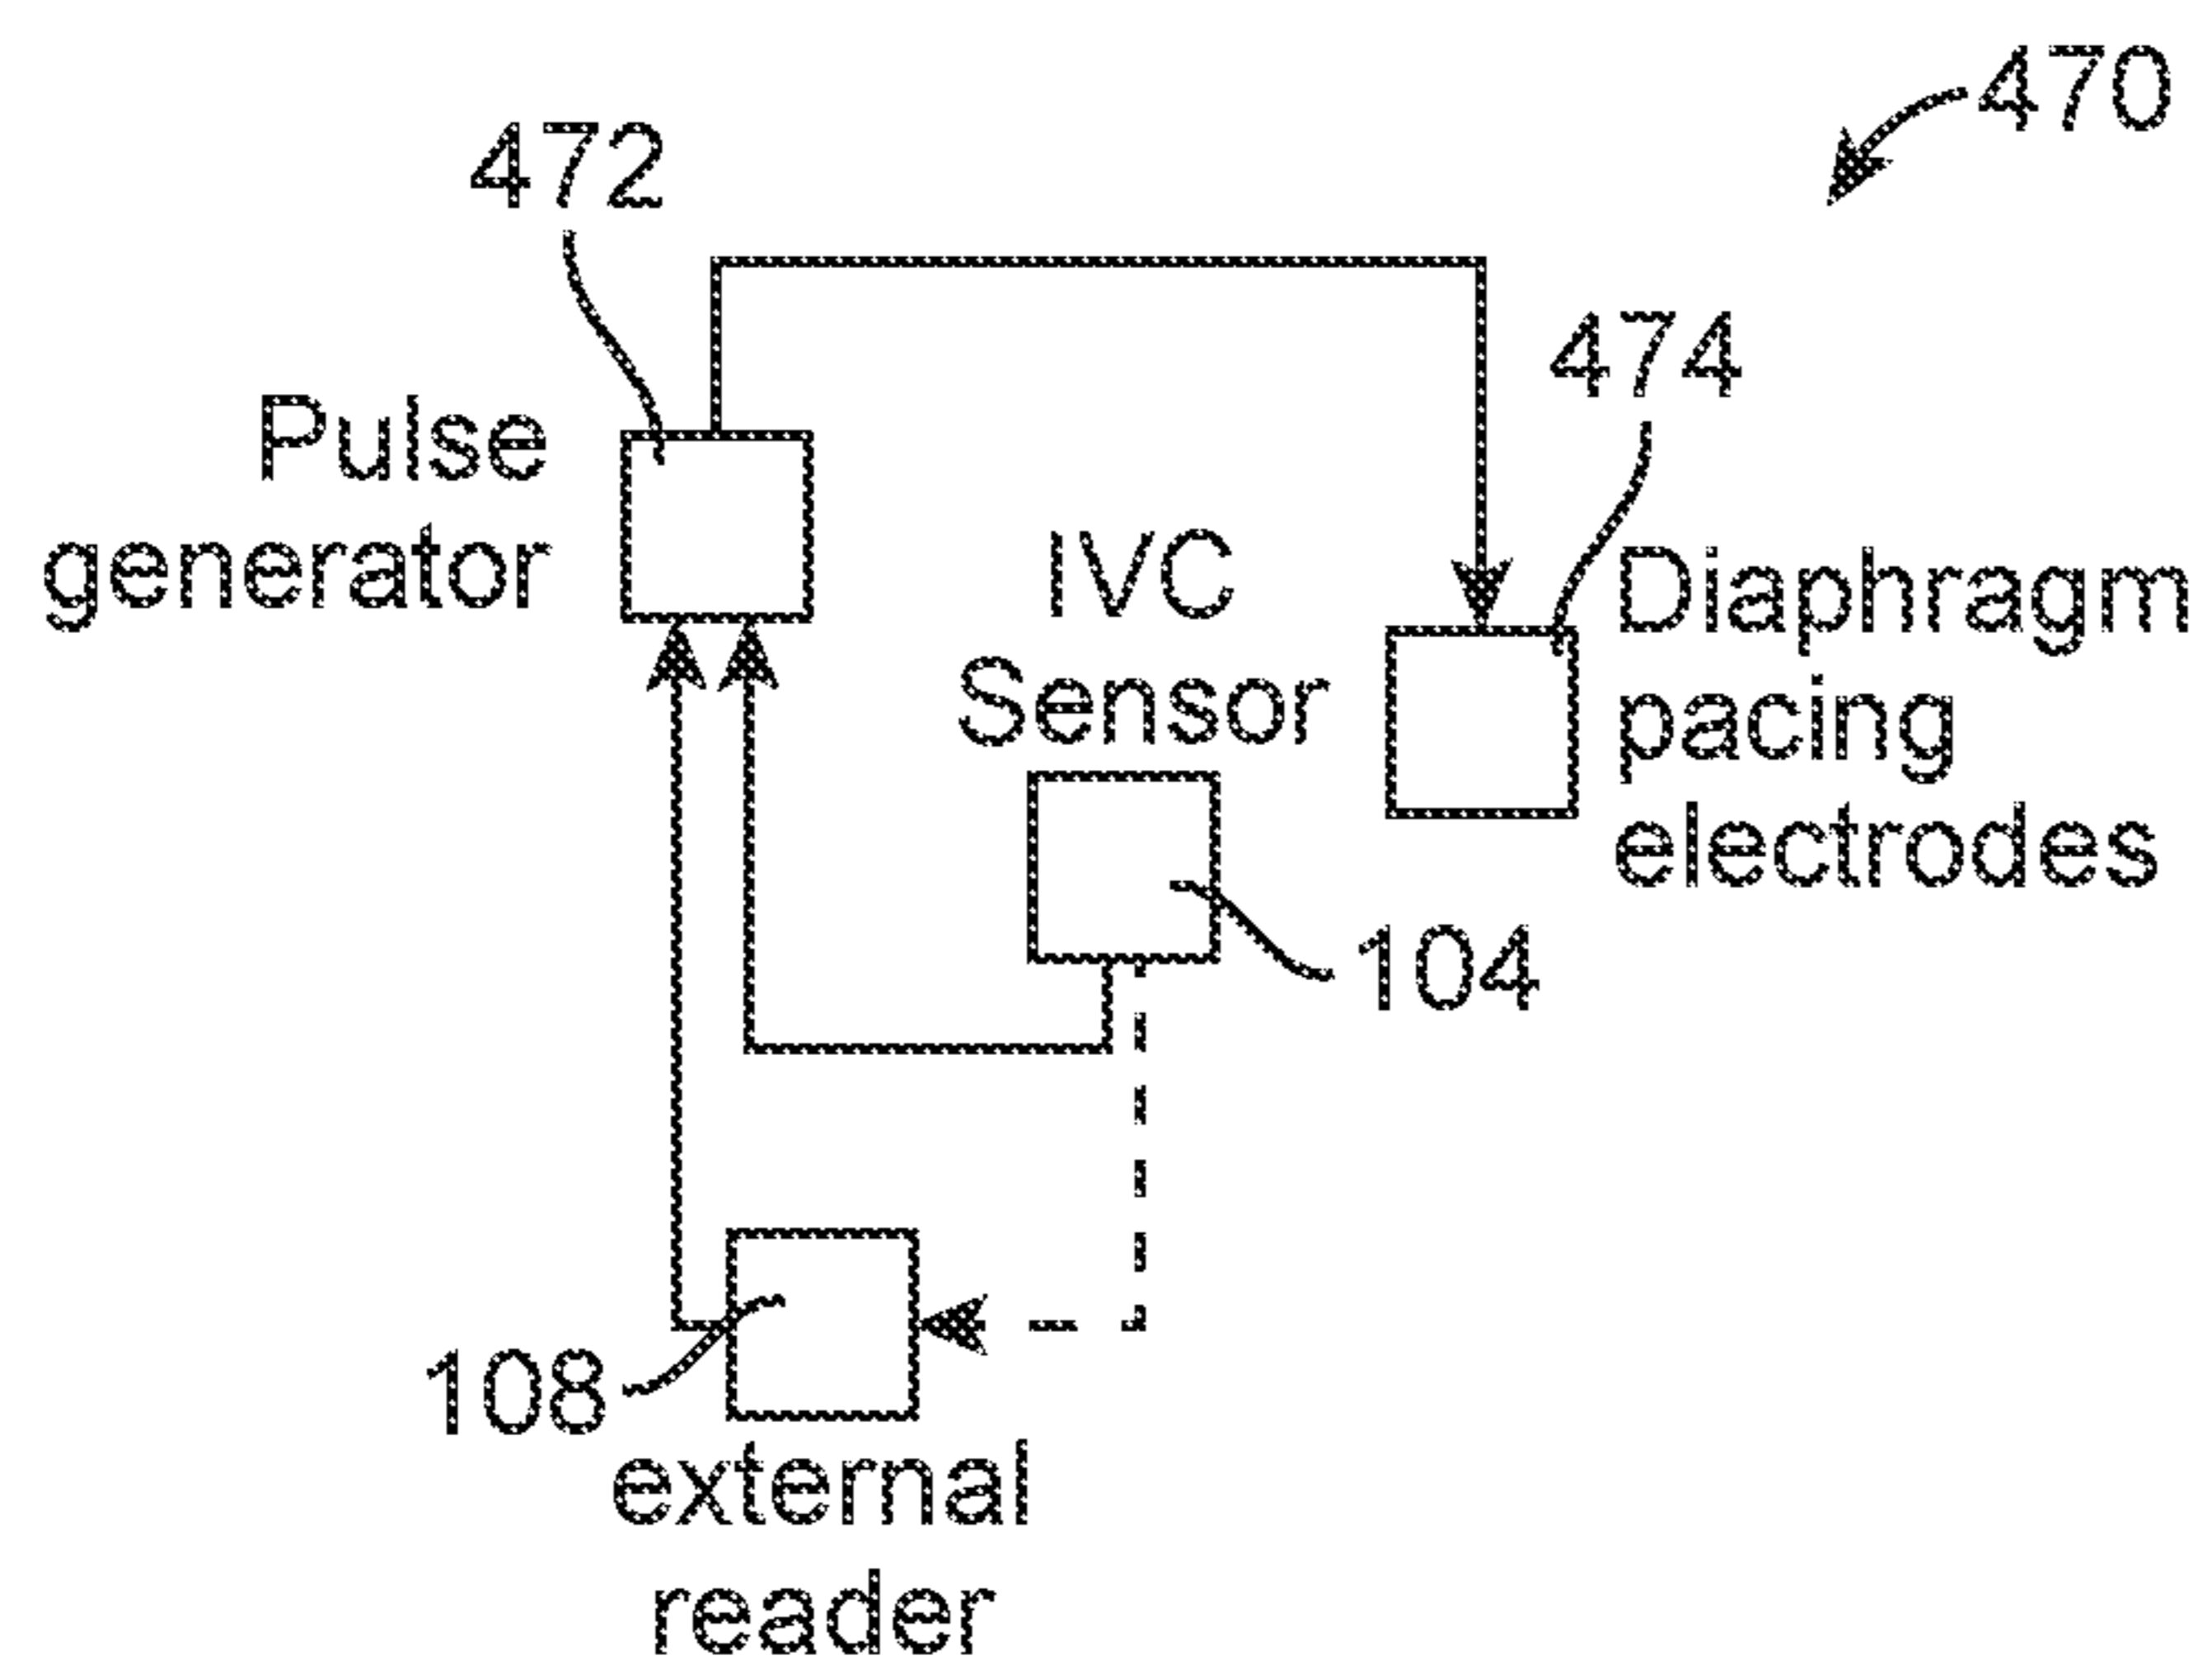 470
472
474
Pulse
generator
IVC
Sensor
Diaphragm
pacing
electrodes
104
108
external
reader